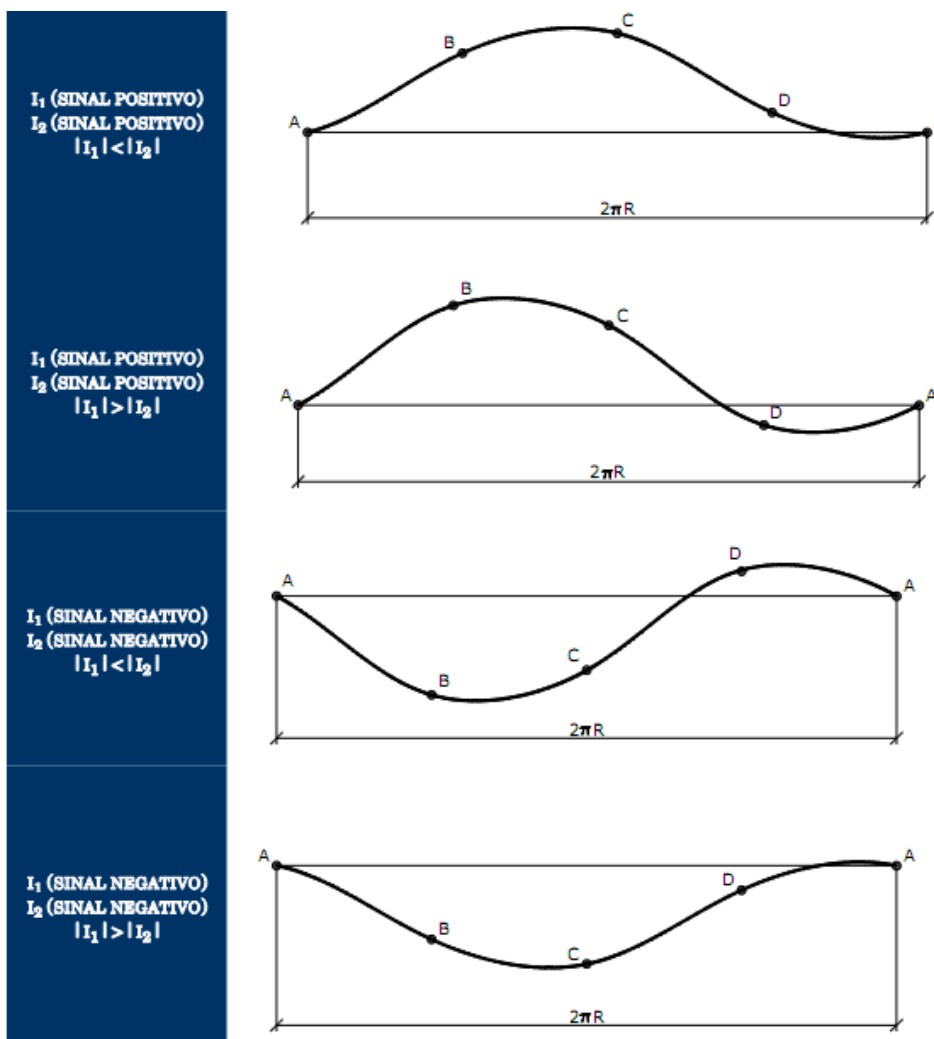 I₁ (SINAL POSITIVO)
I₂ (SINAL POSITIVO)
|I₁|<|I₂|
A
B
C
D
2πR
I₁ (SINAL POSITIVO)
I₂ (SINAL POSITIVO)
|I₁|>|I₂|
A
B
C
D
A
2πR
I₁ (SINAL NEGATIVO)
I₂ (SINAL NEGATIVO)
|I₁|<|I₂|
A
B
C
D
A
2πR
I₁ (SINAL NEGATIVO)
I₂ (SINAL NEGATIVO)
|I₁|>|I₂|
A
B
C
D
A
2πR